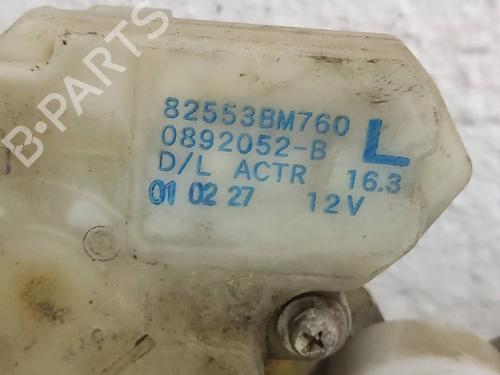 B-PARTS
82553BM760
0892052-B L
D/L ACTR 16.3
01 02 27 12V